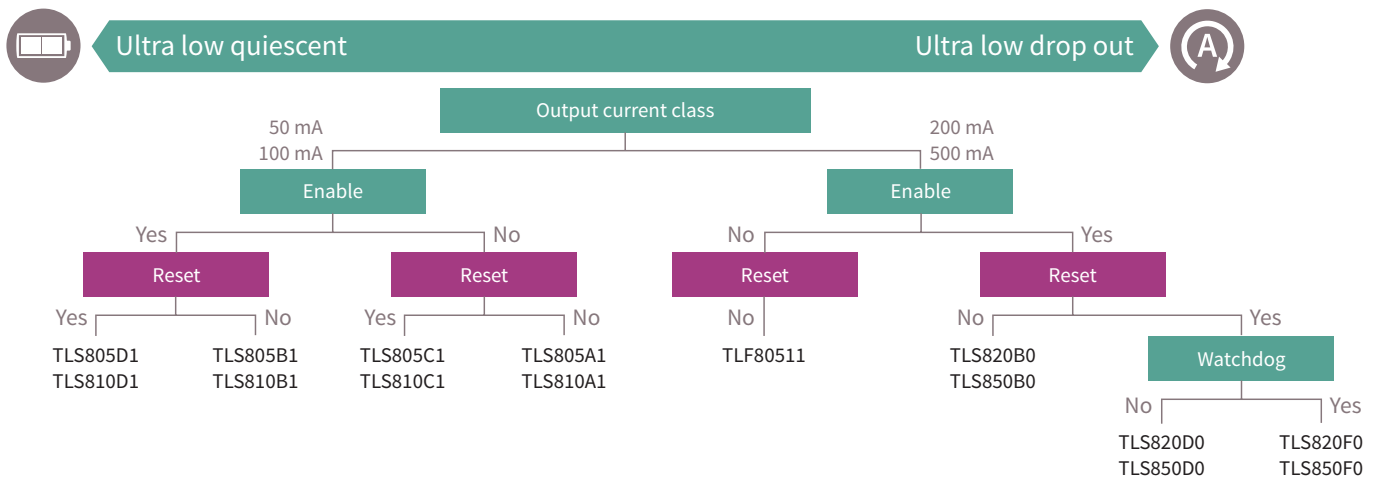 Ultra low quiescent
Ultra low drop out
A
Output current class
50 mA
100 mA
200 mA
500 mA
Enable
Enable
Yes
No
No
Yes
Reset
Reset
Reset
Reset
Yes
No
Yes
No
No
No
Yes
TLS805D1
TLS810D1
TLS805B1
TLS810B1
TLS805C1
TLS810C1
TLS805A1
TLS810A1
TLF80511
TLS820B0
TLS850B0
Watchdog
No
Yes
TLS820D0
TLS850D0
TLS820F0
TLS850F0